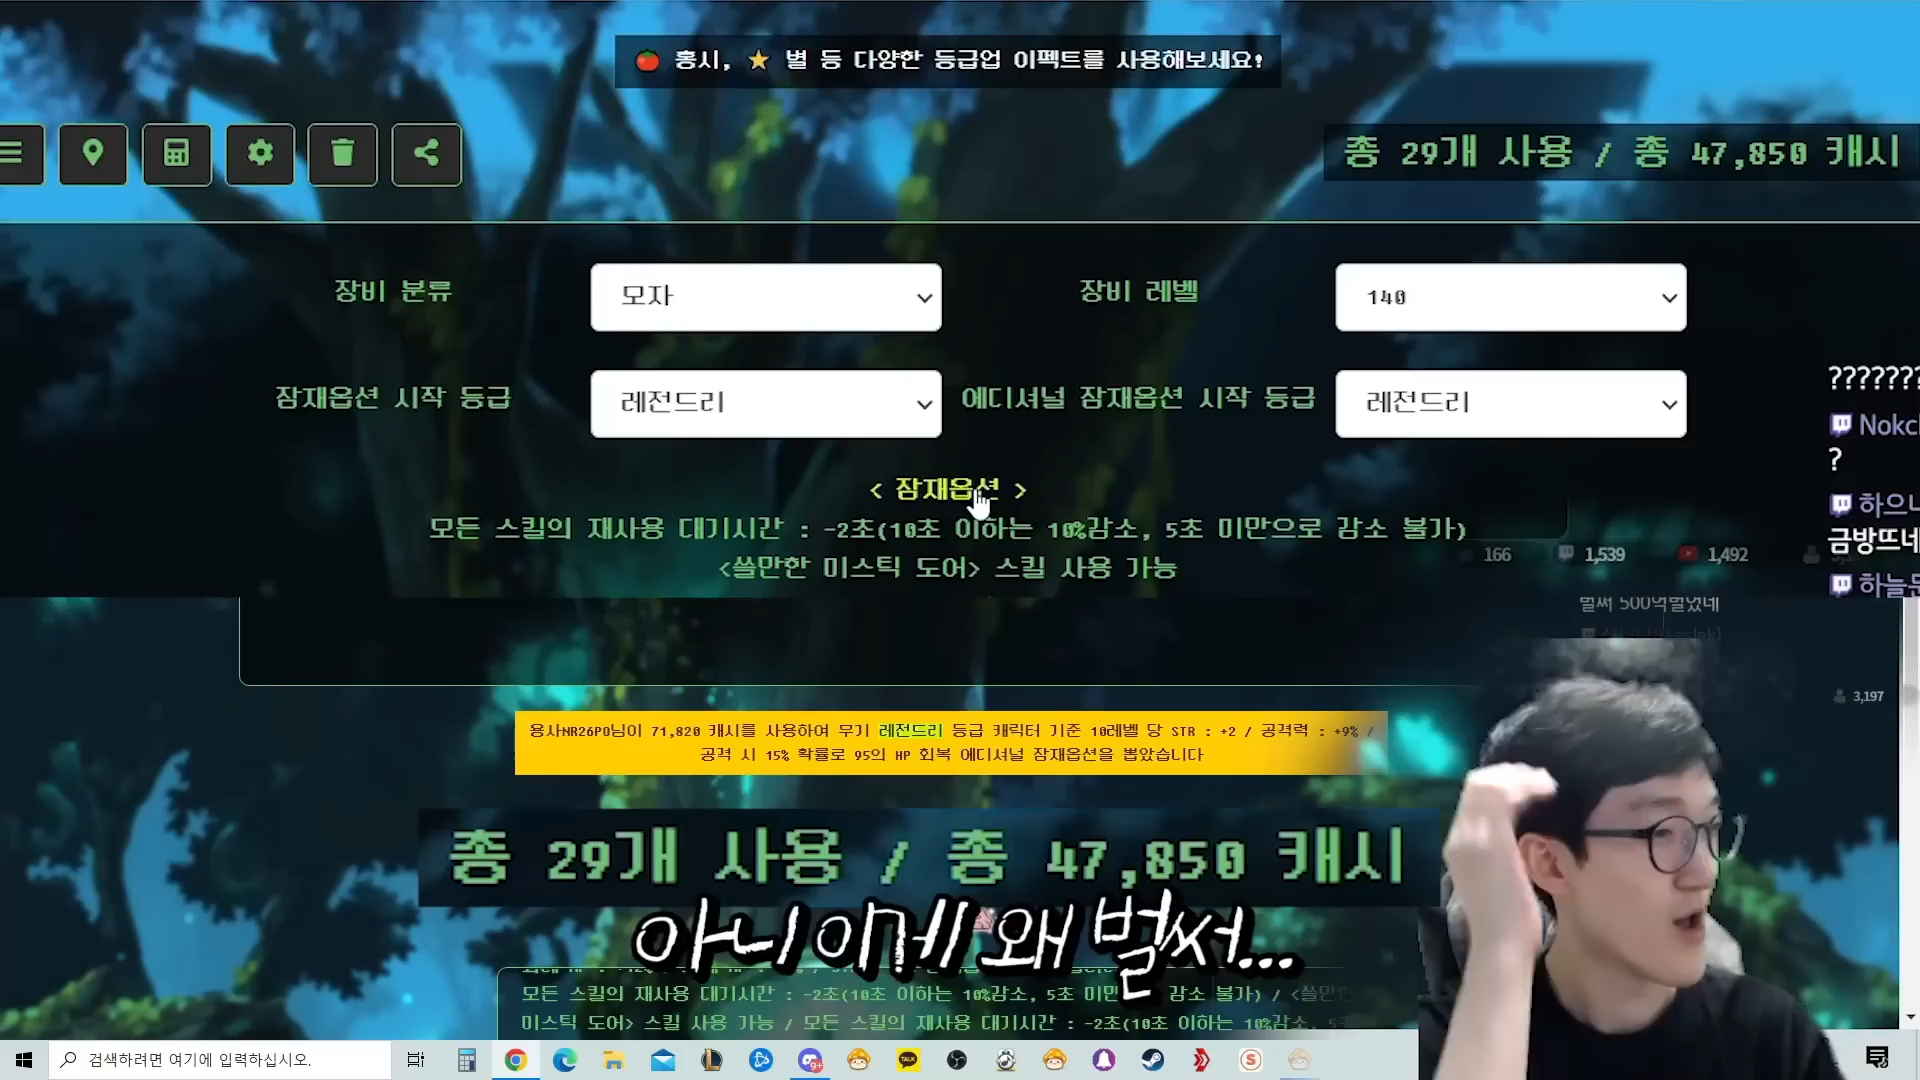 홍시, ⭐ 별 등 다양한 등급업 이펙트를 사용해보세요!
총 29개 사용 / 총 47,850 캐시
장비 분류
모자
장비 레벨
140
잠재옵션 시작 등급
레전드리
에디셔널 잠재옵션 시작 등급
레전드리
< 잠재옵션 >
모든 스킬의 재사용 대기시간 : -2초(10초 이하는 10%감소, 5초 미만으로 감소 불가)
<쓸만한 미스틱 도어> 스킬 사용 가능
???????
Nokc
?
하으
금방뜨네
하늘
166
1,539
1,492
벌써 500억벌었네
3,197
용사NR26P0님이 71,820 캐시를 사용하여 무기 레전드리 등급 캐릭터 기준 10레벨 당 STR : +2 / 공격력 : +9% /
공격 시 15% 확률로 95의 HP 회복 에디셔널 잠재옵션을 뽑았습니다
총 29개 사용 / 총 47,850 캐시
아니 이게 왜 벌써...
모든 스킬의 재사용 대기시간 : -2초(10초 이하는 10%감소, 5초 미만 감소 불가) / <쓸만한
미스틱 도어> 스킬 사용 가능 / 모든 스킬의 재사용 대기시간 : -2초(10초 이하는 10%감소, 5
검색하려면 여기에 입력하십시오.
9+
TALK
S